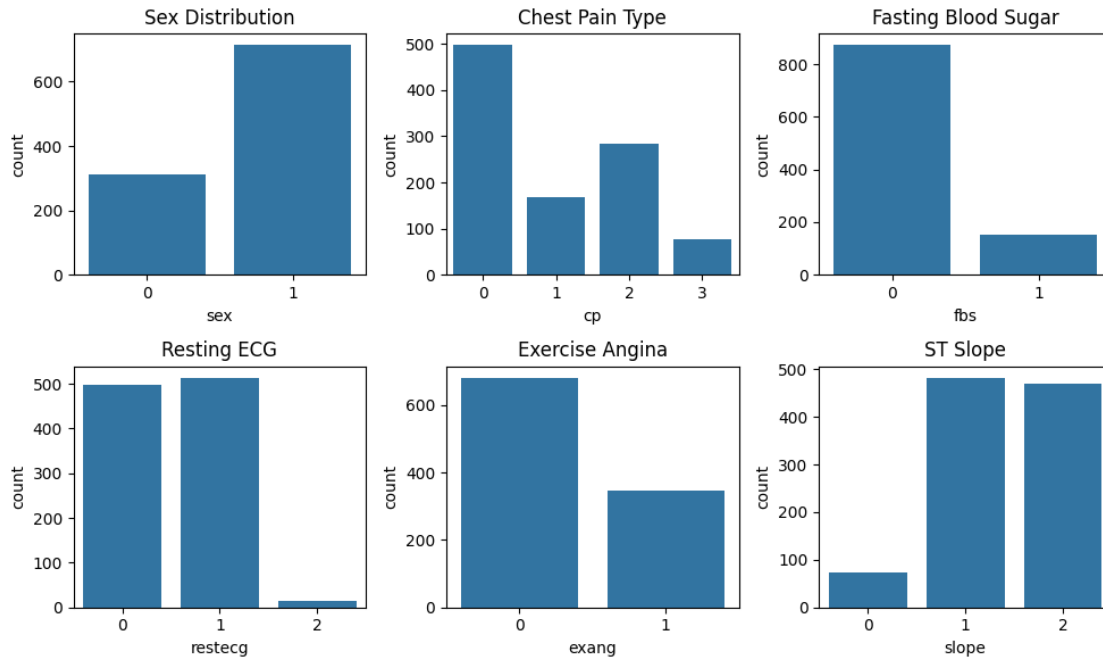 Sex Distribution
600
400
200
0
count
0 1
sex
Chest Pain Type
500
400
300
200
100
0
count
0 1 2 3
cp
Fasting Blood Sugar
800
600
400
200
0
count
0 1
fbs
Resting ECG
500
400
300
200
100
0
count
0 1 2
restecg
Exercise Angina
600
400
200
0
count
0 1
exang
ST Slope
500
400
300
200
100
0
count
0 1 2
slope